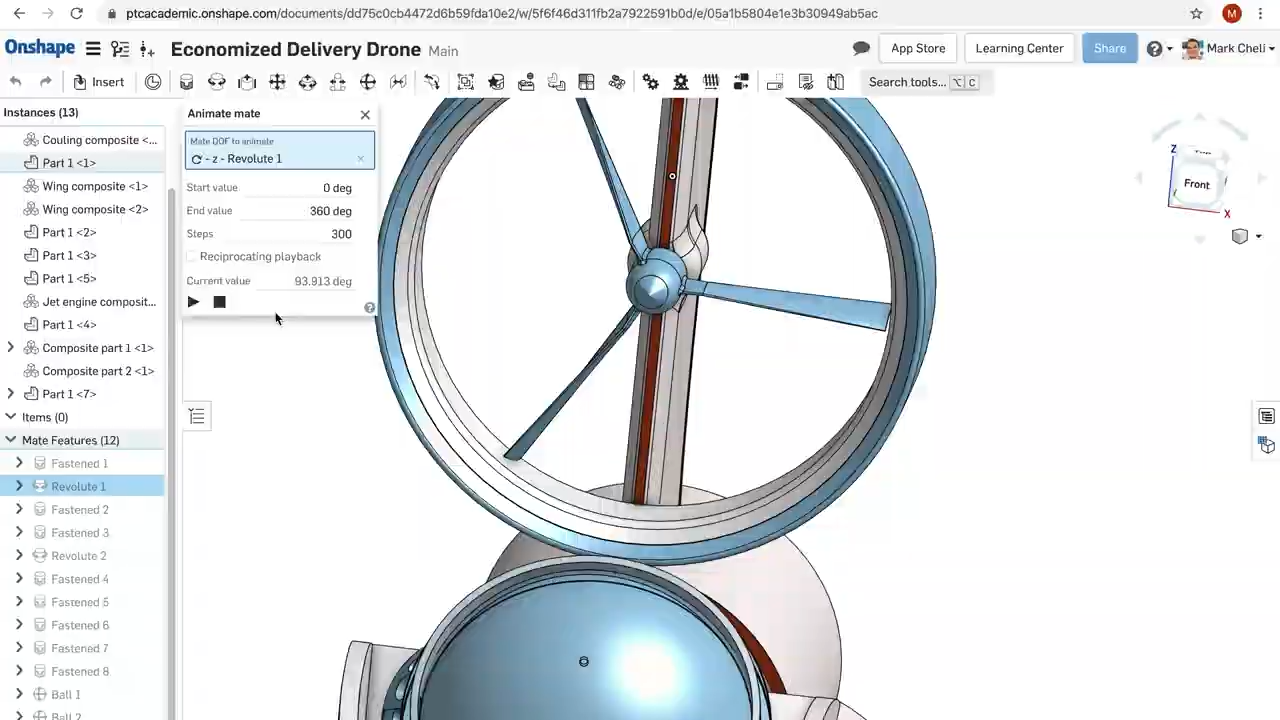 ptcacademic.onshape.com/documents/dd75c0cb4472d6b59fda10e2/w/5f6f46d311fb2a7922591b0d/e/05a1b5804e1e3b30949ab5ac
M
Onshape
Economized Delivery Drone Main
App Store
Learning Center
Share
Mark Cheli
Insert
Search tools... C
Instances (13)
Couling composite <...
Part 1 <1>
Wing composite <1>
Wing composite <2>
Part 1 <2>
Part 1 <3>
Part 1 <5>
Jet engine composit...
Part 1 <4>
Composite part 1 <1>
Composite part 2 <1>
Part 1 <7>
Items (0)
Mate Features (12)
Fastened 1
Revolute 1
Fastened 2
Fastened 3
Revolute 2
Fastened 4
Fastened 5
Fastened 6
Fastened 7
Fastened 8
Ball 1
Ball 2
Animate mate
Mate DOF to animate
- z - Revolute 1
Start value 0 deg
End value 360 deg
Steps 300
Reciprocating playback
Current value 93.913 deg
Z
Front
X